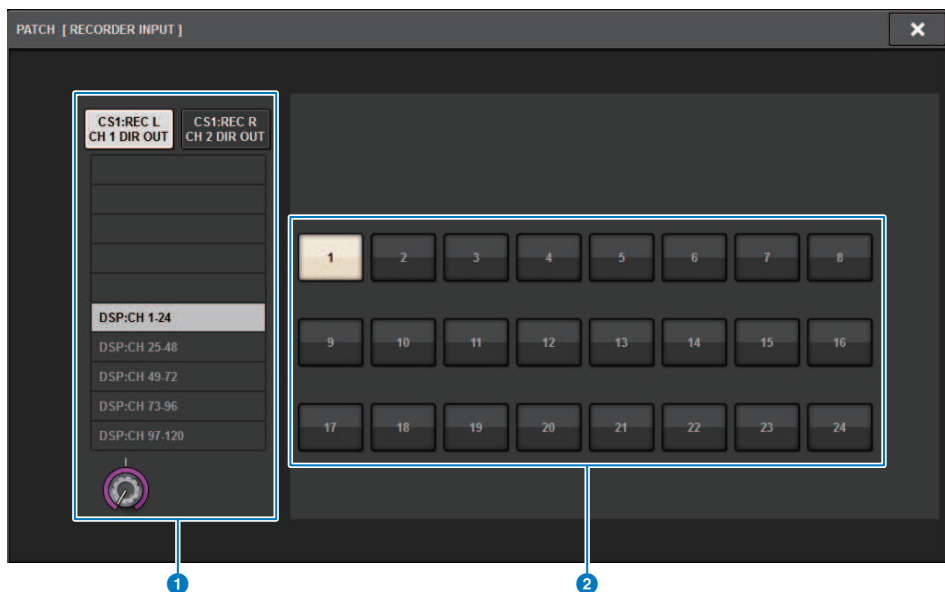 PATCH [ RECORDER INPUT ]
CS1:REC L
CH 1 DIR OUT
CS1:REC R
CH 2 DIR OUT
DSP:CH 1-24
DSP:CH 25-48
DSP:CH 49-72
DSP:CH 73-96
DSP:CH 97-120
1 2 3 4 5 6 7 8
9 10 11 12 13 14 15 16
17 18 19 20 21 22 23 24
1 2